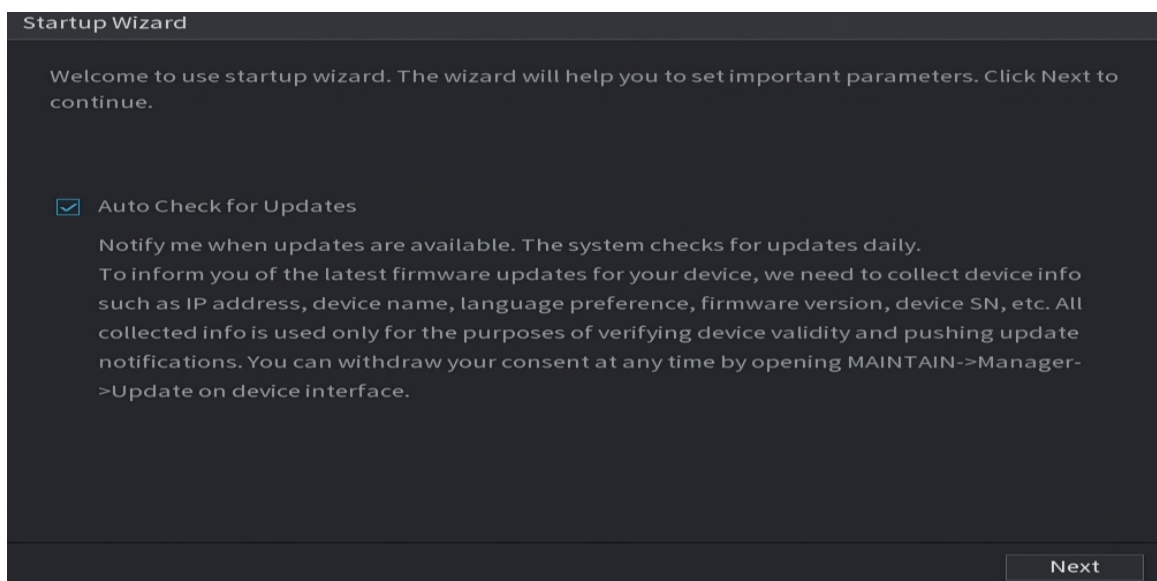 Startup Wizard
Welcome to use startup wizard. The wizard will help you to set important parameters. Click Next to
continue.
Auto Check for Updates
Notify me when updates are available. The system checks for updates daily.
To inform you of the latest firmware updates for your device, we need to collect device info
such as IP address, device name, language preference, firmware version, device SN, etc. All
collected info is used only for the purposes of verifying device validity and pushing update
notifications. You can withdraw your consent at any time by opening MAINTAIN->Manager-
>Update on device interface.
Next